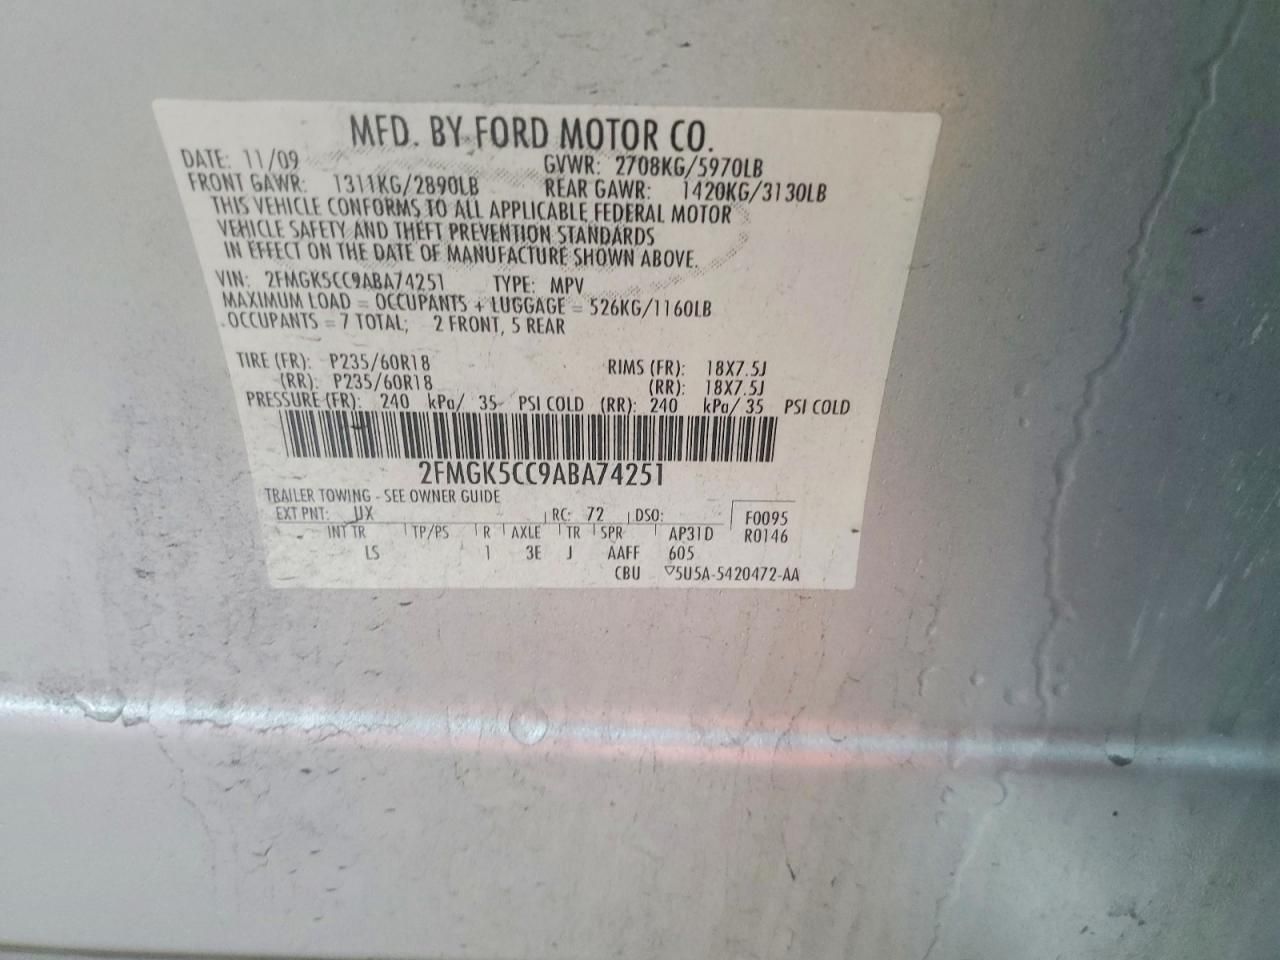 MFD. BY FORD MOTOR CO.
DATE: 11/09 GVWR: 2708KG/5970LB
FRONT GAWR: 1311KG/2890LB REAR GAWR: 1420KG/3130LB
THIS VEHICLE CONFORMS TO ALL APPLICABLE FEDERAL MOTOR
VEHICLE SAFETY AND THEFT PREVENTION STANDARDS
IN EFFECT ON THE DATE OF MANUFACTURE SHOWN ABOVE.
VIN: 2FMGK5CC9ABA74251 TYPE: MPV
MAXIMUM LOAD = OCCUPANTS + LUGGAGE = 526KG/1160LB
OCCUPANTS = 7 TOTAL; 2 FRONT, 5 REAR
TIRE (FR): P235/60R18 RIMS (FR): 18X7.5J
(RR): P235/60R18 (RR): 18X7.5J
PRESSURE (FR): 240 kPa/ 35 PSI COLD (RR): 240 kPa/ 35 PSI COLD
2FMGK5CC9ABA74251
TRAILER TOWING - SEE OWNER GUIDE
EXT PNT: UX RC: 72 DSO: F0095
INT TR TP/PS R AXLE TR SPR AP31D R0146
LS 1 3E J AAFF 605
CBU ▽5U5A-5420472-AA